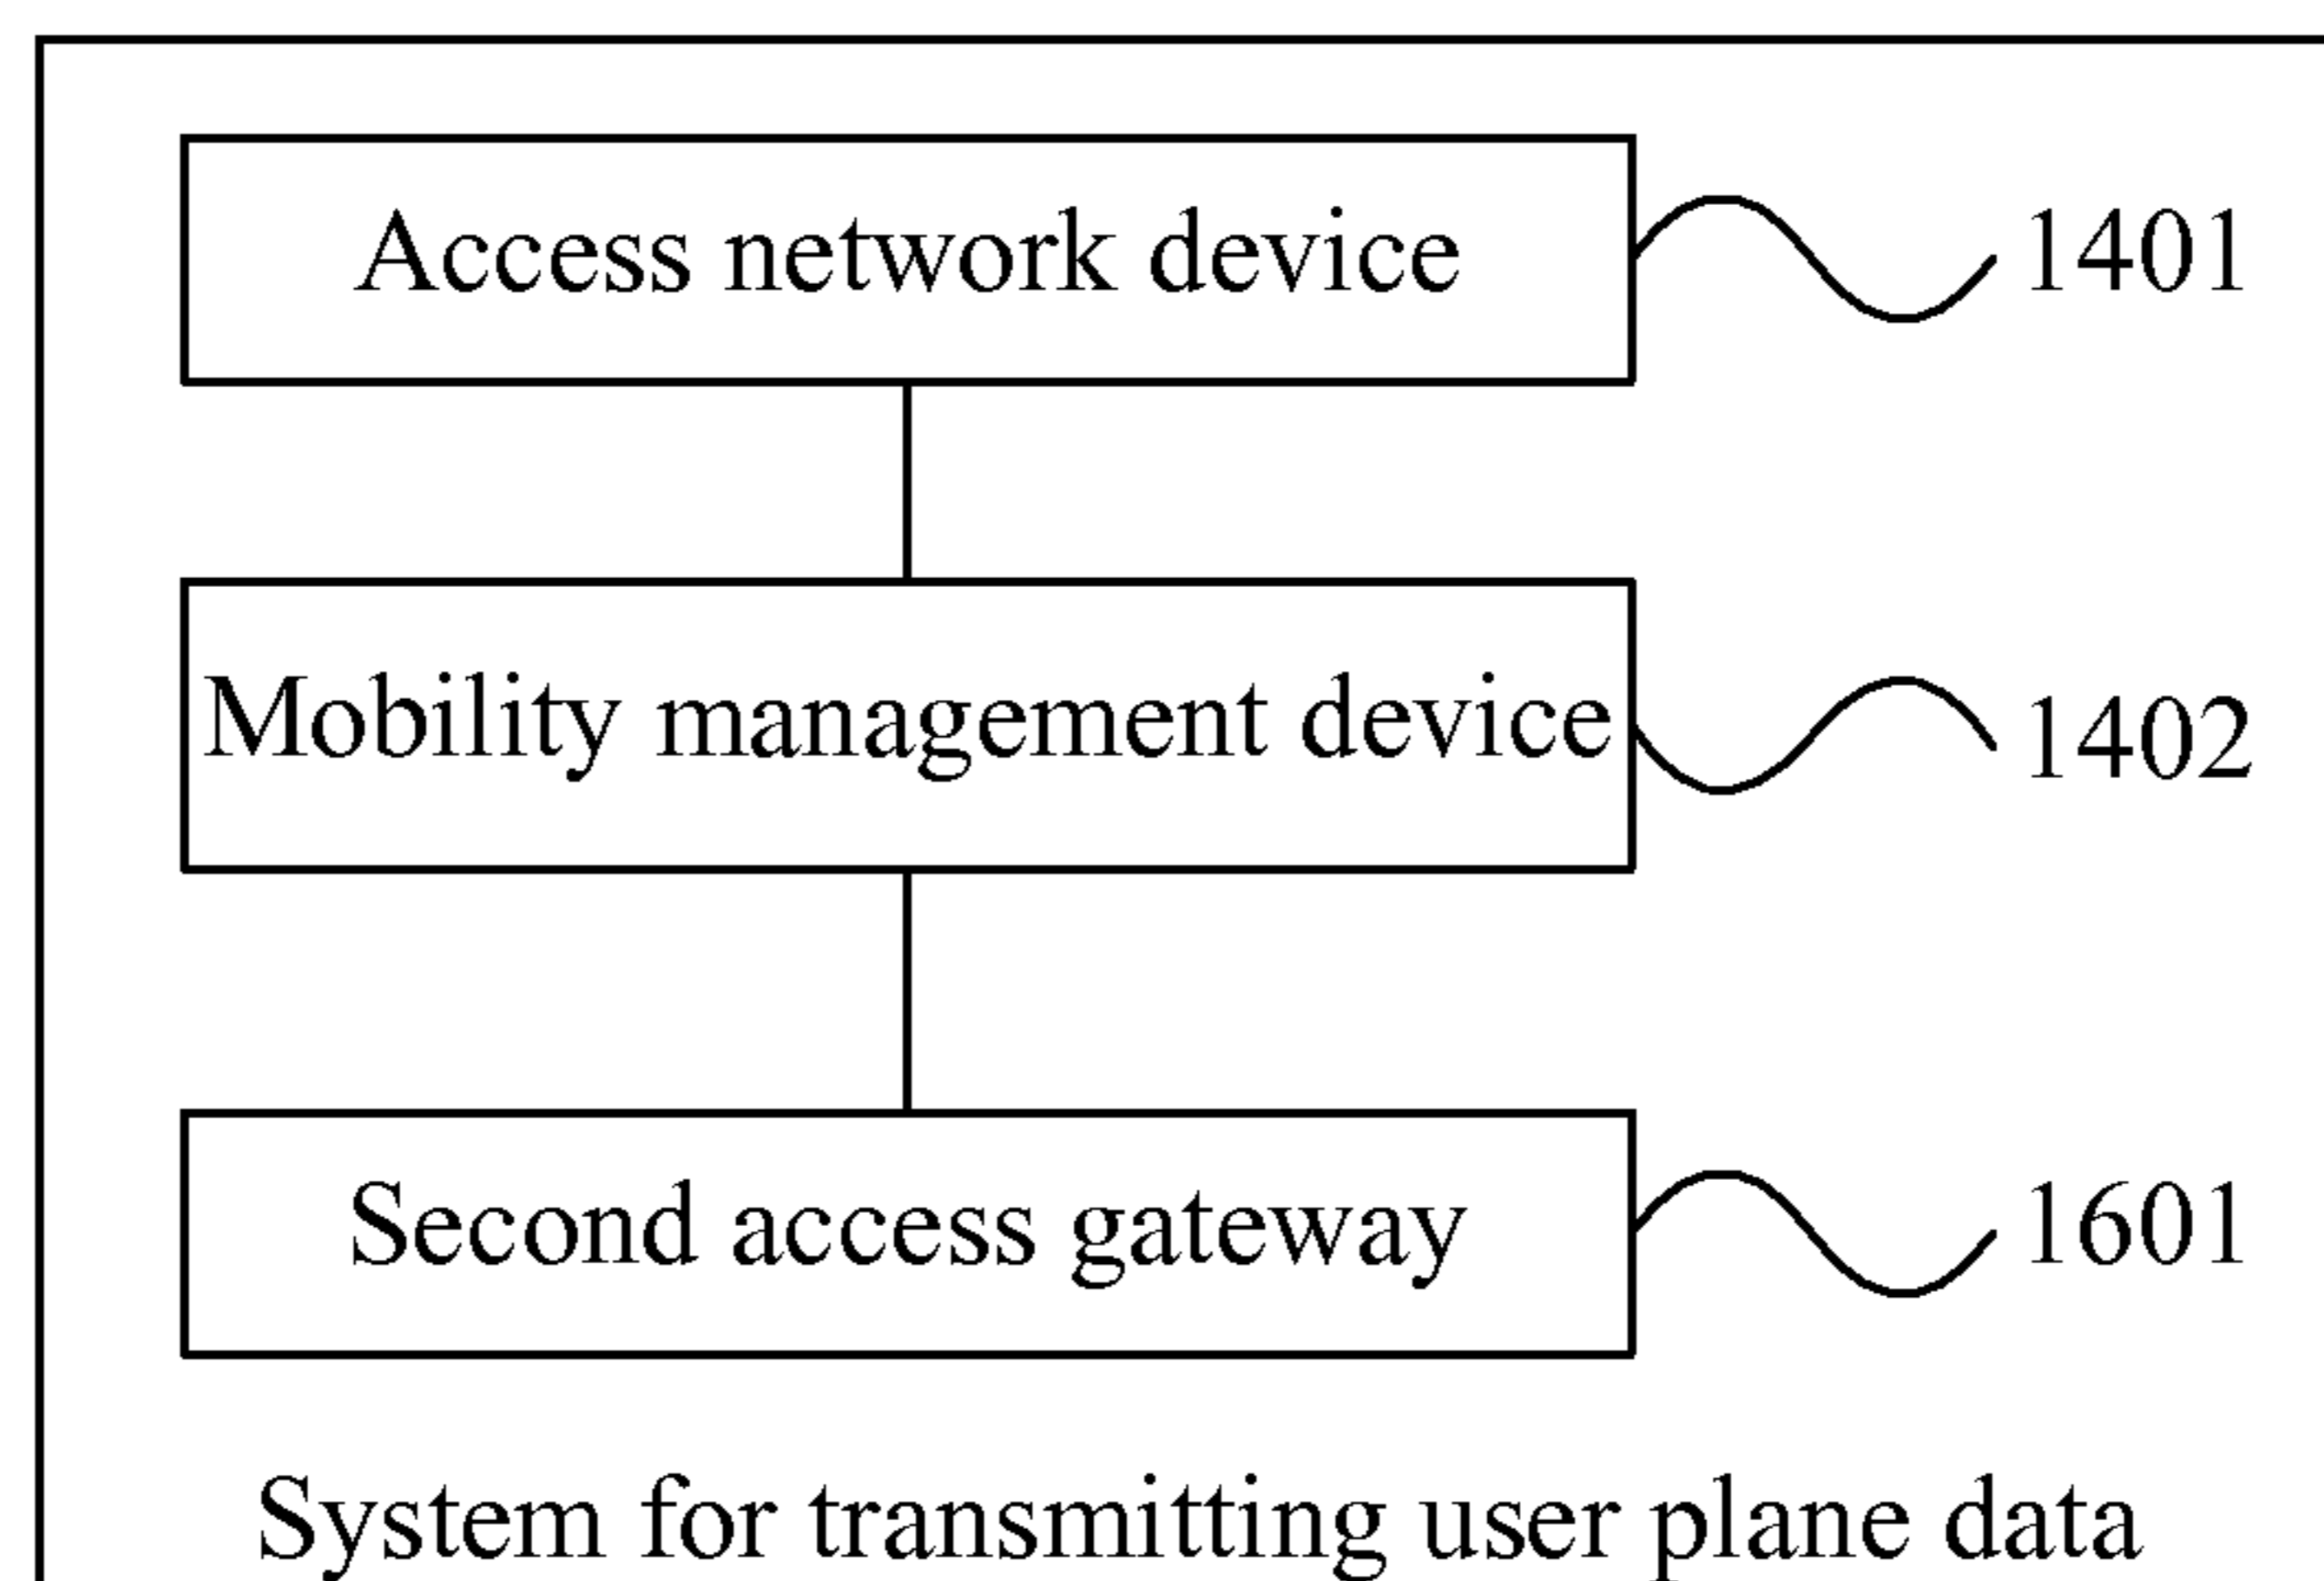 Access network device 1401
Mobility management device 1402
Second access gateway 1601
System for transmitting user plane data